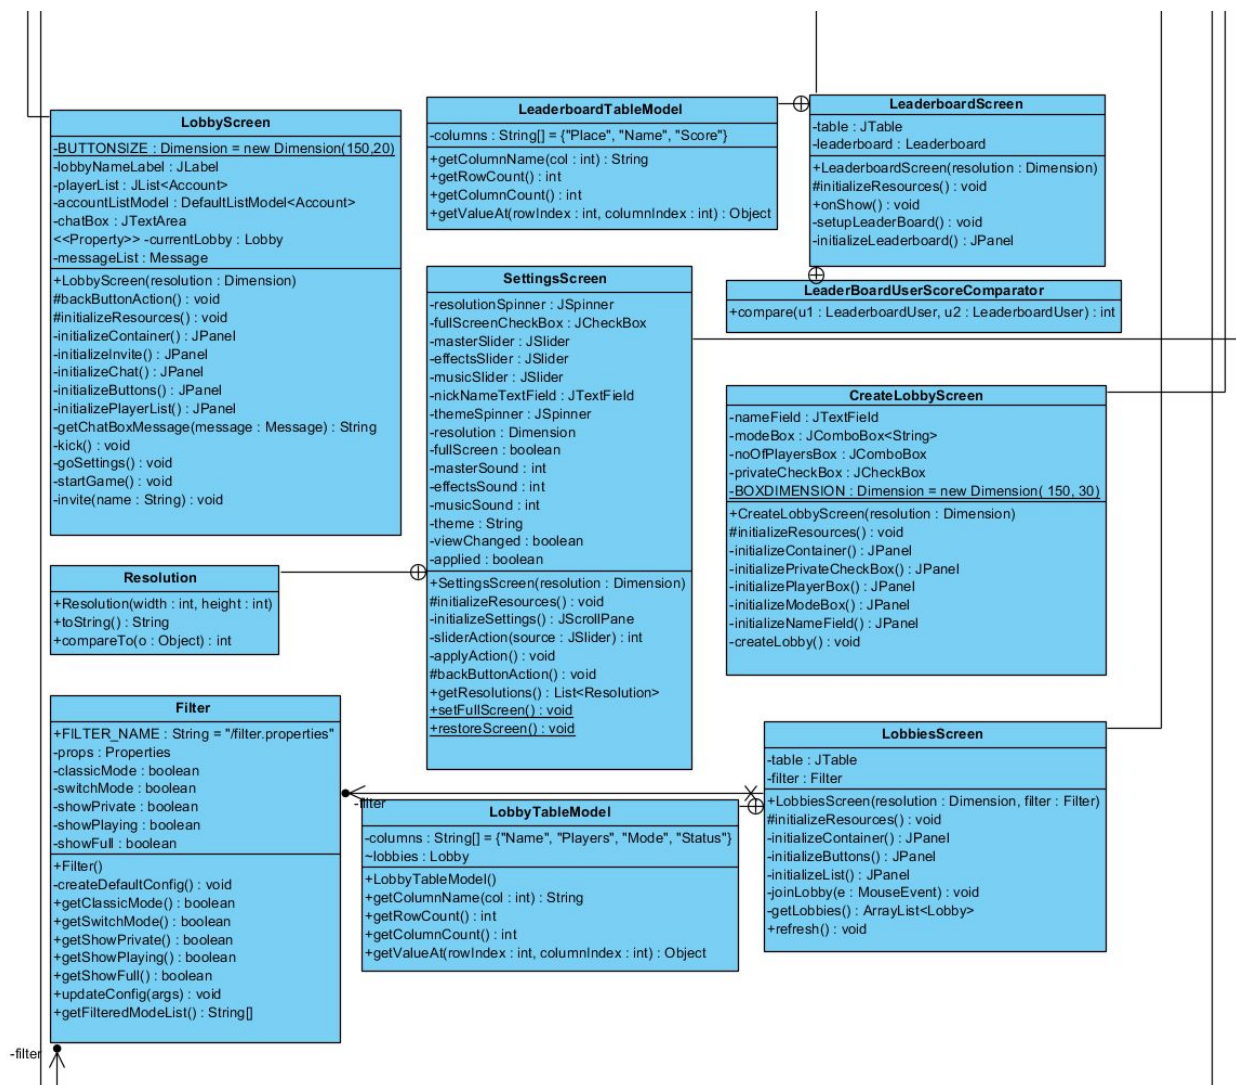 LobbyScreen
-BUTTONSIZE : Dimension = new Dimension(150,20)
-lobbyNameLabel : JLabel
-playerList : JList<Account>
-accountListModel : DefaultListModel<Account>
-chatBox : JTextArea
<<Property>> -currentLobby : Lobby
-messageList : Message
+LobbyScreen(resolution : Dimension)
#backButtonAction() : void
#initializeResources() : void
-initializeContainer() : JPanel
-initializeInvite() : JPanel
-initializeChat() : JPanel
-initializeButtons() : JPanel
-initializePlayerList() : JPanel
-getChatBoxMessage(message : Message) : String
-kick() : void
-goSettings() : void
-startGame() : void
-invite(name : String) : void
LeaderboardTableModel
-columns : String[] = {"Place", "Name", "Score"}
+getColumnName(col : int) : String
+getRowCount() : int
+getColumnCount() : int
+getValueAt(rowIndex : int, columnIndex : int) : Object
LeaderboardScreen
-table : JTable
-leaderboard : Leaderboard
+LeaderboardScreen(resolution : Dimension)
#initializeResources() : void
+onShow() : void
-setupLeaderBoard() : void
-initializeLeaderboard() : JPanel
LeaderBoardUserScoreComparator
+compare(u1 : LeaderboardUser, u2 : LeaderboardUser) : int
SettingsScreen
-resolutionSpinner : JSpinner
-fullScreenCheckBox : JCheckBox
-masterSlider : JSlider
-effectsSlider : JSlider
-musicSlider : JSlider
-nickNameTextField : JTextField
-themeSpinner : JSpinner
-resolution : Dimension
-fullScreen : boolean
-masterSound : int
-effectsSound : int
-musicSound : int
-theme : String
-viewChanged : boolean
-applied : boolean
+SettingsScreen(resolution : Dimension)
#initializeResources() : void
-initializeSettings() : JScrollPane
-sliderAction(source : JSlider) : int
-applyAction() : void
#backButtonAction() : void
+getResolutions() : List<Resolution>
+setFullScreen() : void
+restoreScreen() : void
CreateLobbyScreen
-nameField : JTextField
-modeBox : JComboBox<String>
-noOfPlayersBox : JComboBox
-privateCheckBox : JCheckBox
-BOXDIMENSION : Dimension = new Dimension( 150, 30)
+CreateLobbyScreen(resolution : Dimension)
#initializeResources() : void
-initializeContainer() : JPanel
-initializePrivateCheckBox() : JPanel
-initializePlayerBox() : JPanel
-initializeModeBox() : JPanel
-initializeNameField() : JPanel
-createLobby() : void
Resolution
+Resolution(width : int, height : int)
+toString() : String
+compareTo(o : Object) : int
Filter
+FILTER_NAME : String = "/filter.properties"
-props : Properties
-classicMode : boolean
-switchMode : boolean
-showPrivate : boolean
-showPlaying : boolean
-showFull : boolean
+Filter()
-createDefaultConfig() : void
+getClassicMode() : boolean
+getSwitchMode() : boolean
+getShowPrivate() : boolean
+getShowPlaying() : boolean
+getShowFull() : boolean
+updateConfig(args) : void
+getFilteredModeList() : String[]
-filter
LobbyTableModel
-columns : String[] = {"Name", "Players", "Mode", "Status"}
~lobbies : Lobby
+LobbyTableModel()
+getColumnName(col : int) : String
+getRowCount() : int
+getColumnCount() : int
+getValueAt(rowIndex : int, columnIndex : int) : Object
LobbiesScreen
-table : JTable
-filter : Filter
+LobbiesScreen(resolution : Dimension, filter : Filter)
#initializeResources() : void
-initializeContainer() : JPanel
-initializeButtons() : JPanel
-initializeList() : JPanel
-joinLobby(e : MouseEvent) : void
-getLobbies() : ArrayList<Lobby>
+refresh() : void
-filter